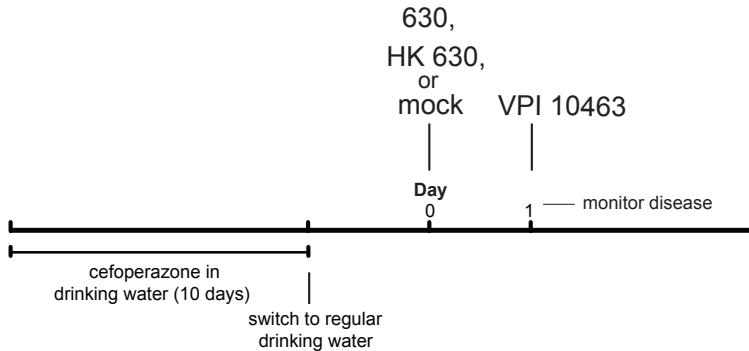 630,
HK 630,
or
mock
VPI 10463
Day
0
1
monitor disease
cefoperazone in
drinking water (10 days)
switch to regular
drinking water